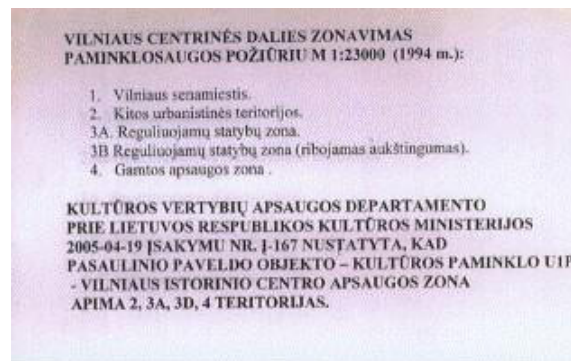 VILNIAUS CENTRINĖS DALIES ZONAVIMAS
PAMINKLOSAUGOS POŽIŪRIU M 1:23000 (1994 m.):
1. Vilniaus senamiestis.
2. Kitos urbanistinės teritorijos.
3A. Reguliuojamų statybų zona.
3B Reguliuojamų statybų zona (ribojamas aukštingumas).
4. Gamtos apsaugos zona .
KULTŪROS VERTYBIŲ APSAUGOS DEPARTAMENTO
PRIE LIETUVOS RESPUBLIKOS KULTŪROS MINISTERIJOS
2005-04-19 ĮSAKYMU NR. Į-167 NUSTATYTA, KAD
PASAULINIO PAVELDO OBJEKTO – KULTŪROS PAMINKLO U1P
- VILNIAUS ISTORINIO CENTRO APSAUGOS ZONA
APIMA 2, 3A, 3D, 4 TERITORIJAS.